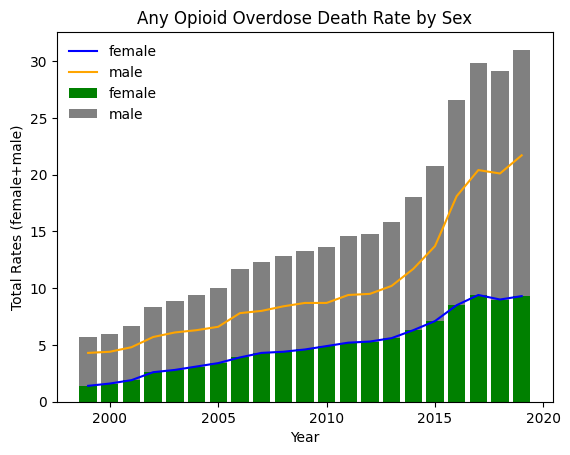 Any Opioid Overdose Death Rate by Sex
female
male
female
male
Total Rates (female+male)
30
25
20
15
10
5
0
2000
2005
2010
2015
2020
Year